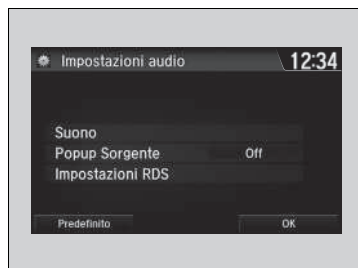 Impostazioni audio 12:34
Suono
Popup Sorgente Off
Impostazioni RDS
Predefinito OK